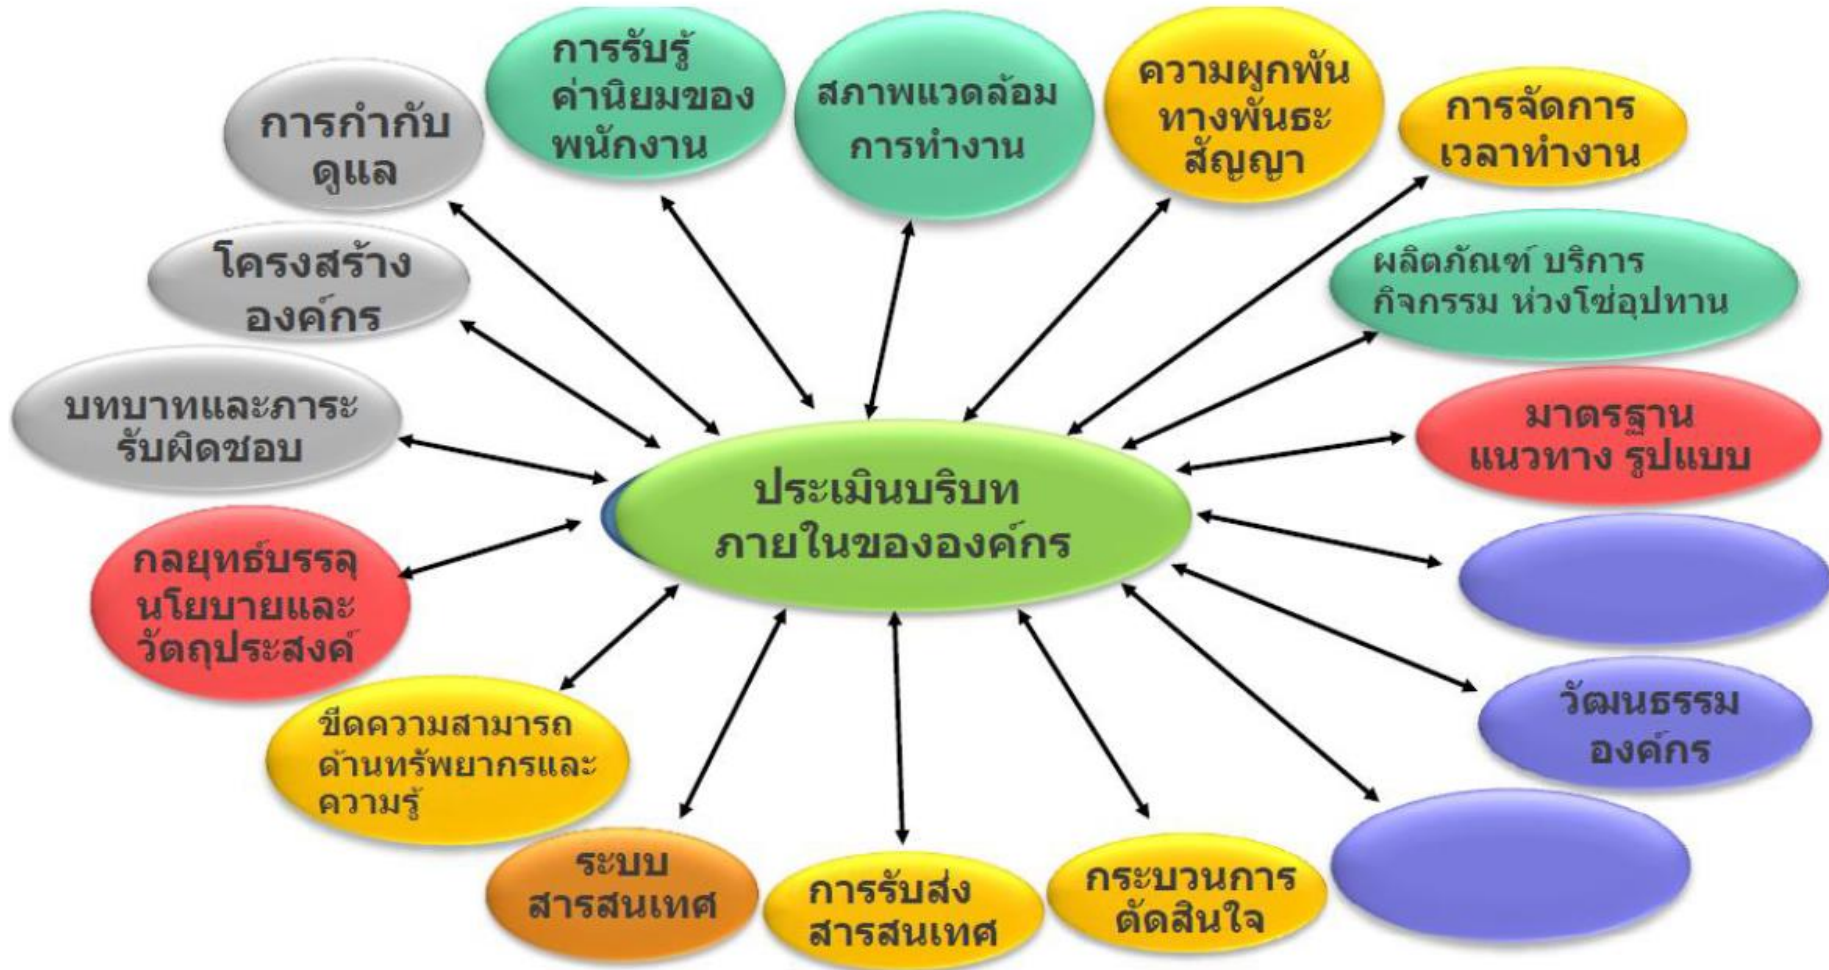 การรับรู้
ค่านิยมของ
พนักงาน
สภาพแวดล้อม
การทำงาน
ความผูกพัน
ทางพันธะ
สัญญา
การจัดการ
เวลาทำงาน
การกำกับ
ดูแล
โครงสร้าง
องค์กร
ผลิตภัณฑ์ บริการ
กิจกรรม ห่วงโซ่อุปทาน
บทบาทและภาระ
รับผิดชอบ
มาตรฐาน
แนวทาง รูปแบบ
ประเมินบริบท
ภายในขององค์กร
กลยุทธ์บรรลุ
นโยบายและ
วัตถุประสงค์
วัฒนธรรม
องค์กร
ขีดความสามารถ
ด้านทรัพยากรและ
ความรู้
ระบบ
สารสนเทศ
การรับส่ง
สารสนเทศ
กระบวนการ
ตัดสินใจ